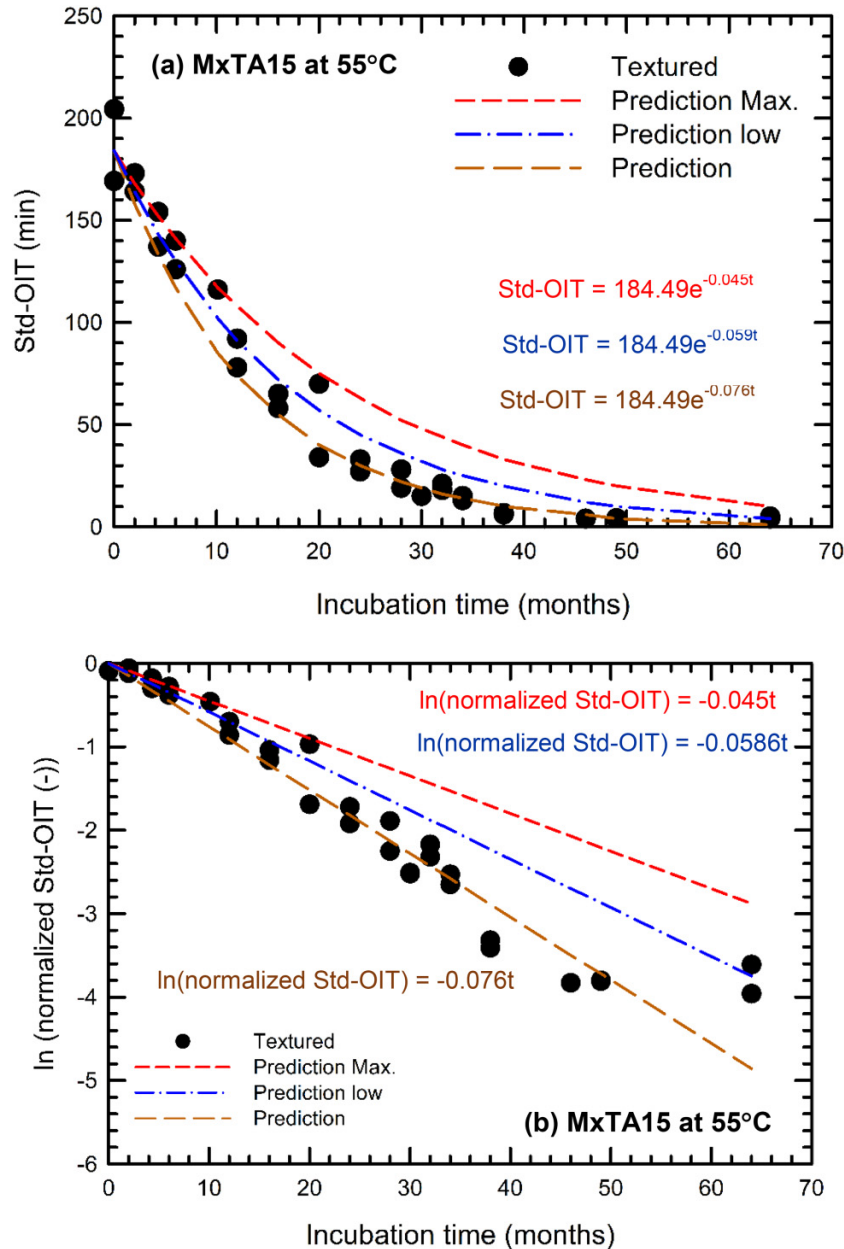 250
200
150
100
50
0
Std-OIT (min)
(a) MxTA15 at 55°C
Textured
Prediction Max.
Prediction low
Prediction
Std-OIT = 184.49e^-0.045t
Std-OIT = 184.49e^-0.059t
Std-OIT = 184.49e^-0.076t
0 10 20 30 40 50 60 70
Incubation time (months)
0
-1
-2
-3
-4
-5
-6
ln (normalized Std-OIT (-))
ln(normalized Std-OIT) = -0.045t
ln(normalized Std-OIT) = -0.0586t
ln(normalized Std-OIT) = -0.076t
Textured
Prediction Max.
Prediction low
Prediction
(b) MxTA15 at 55°C
0 10 20 30 40 50 60 70
Incubation time (months)